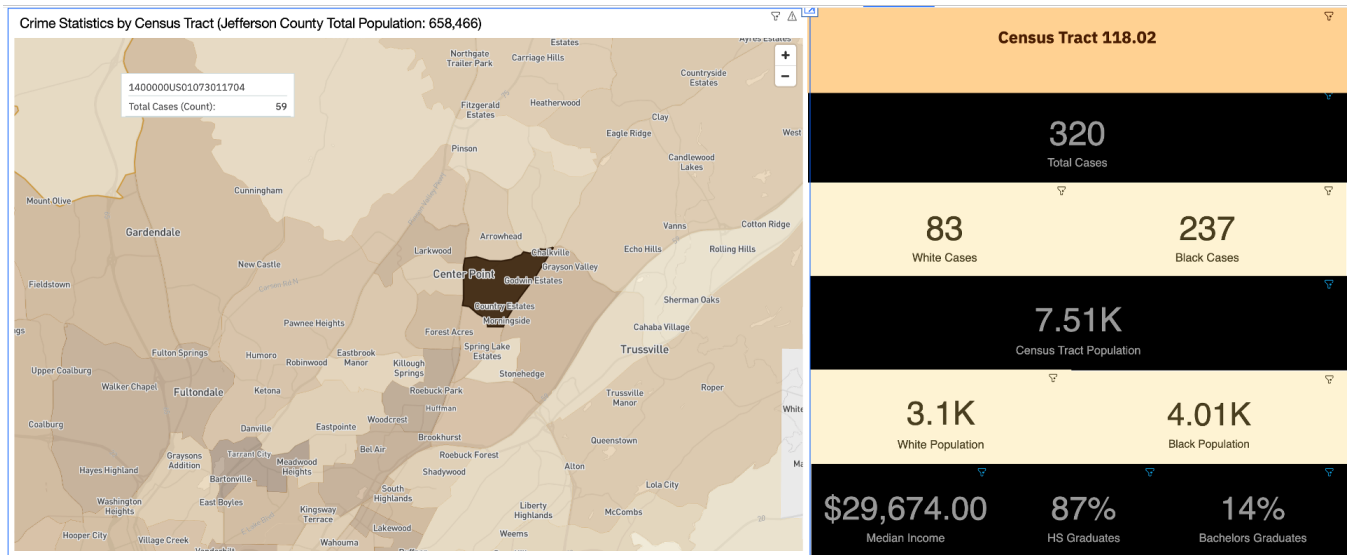 Crime Statistics by Census Tract (Jefferson County Total Population: 658,466)
1400000US01073011704
Total Cases (Count): 59
+
−
Ayres Estates
Estates
Northgate
Trailer Park
Carriage Hills
Countryside
Estates
Fitzgerald
Estates
Heatherwood
Clay
Eagle Ridge
West
Pinson
Candlewood
Lakes
Cunningham
Mount Olive
Gardendale
Vanns
Cotton Ridge
Arrowhead
Larkwood
Chalkville
Echo Hills
Rolling Hills
New Castle
Center Point
Grayson Valley
Godwin Estates
Fieldstown
Sherman Oaks
Country Estates
Morningside
Pinnacle Heights
Pawnee Heights
Forest Acres
Cahaba Village
ngs
Spring Lake
Estates
Trussville
Fulton Springs
Humoro
Robinwood
Eastbrook
Manor
Killough
Springs
Stonehedge
Upper Coalburg
Walker Chapel
Fultondale
Ketona
Roebuck Park
Roper
Trussville
Manor
Huffman
White
Coalburg
Danville
Eastpointe
Woodcrest
Brookhurst
Queenstown
Graysons
Addition
Tarrant City
Meadwood
Heights
Bel Air
Roebuck Forest
Ma
Hayes Highland
Bartonville
Shadywood
Alton
Lola City
Washington
Heights
East Boyles
South
Highlands
Kingsway
Terrace
Liberty
Highlands
McCombs
Hooper City
Village Creek
Lakewood
Weems
Wahouma
20
Census Tract 118.02
320
Total Cases
83
White Cases
237
Black Cases
7.51K
Census Tract Population
3.1K
White Population
4.01K
Black Population
$29,674.00
Median Income
87%
HS Graduates
14%
Bachelors Graduates